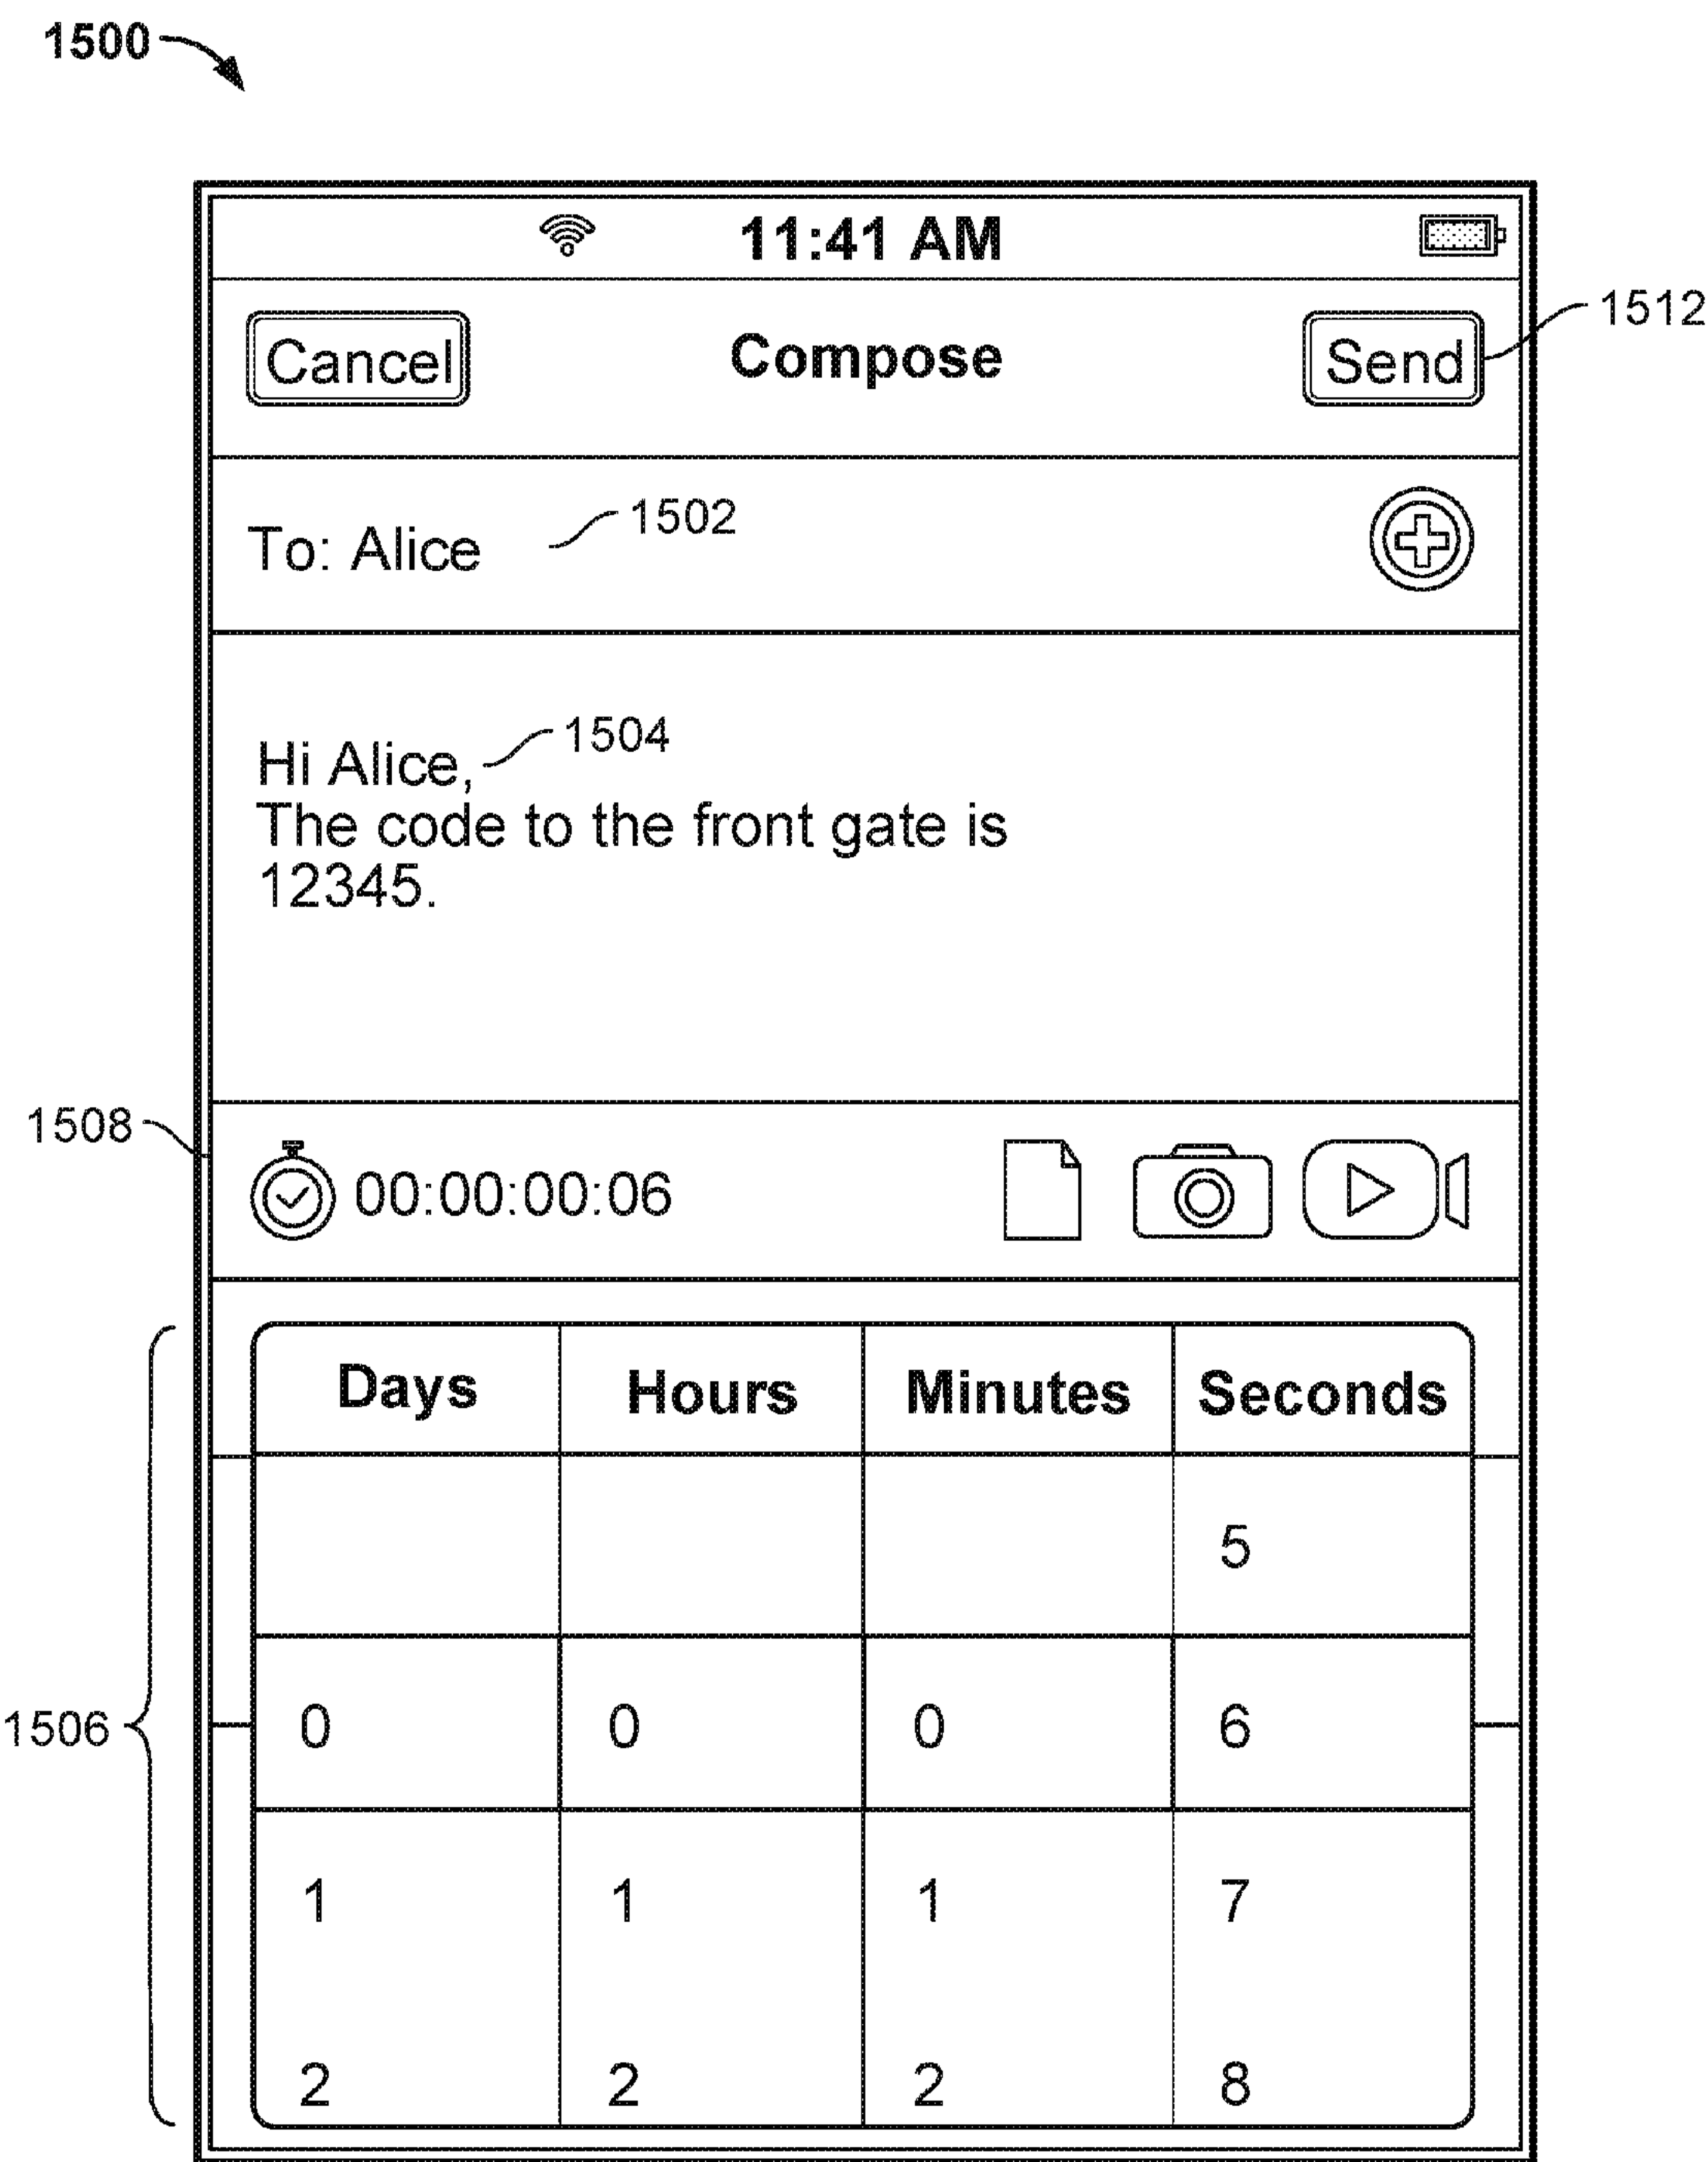 1500
11:41 AM
Cancel Compose Send 1512
To: Alice 1502
Hi Alice, 1504
The code to the front gate is
12345.
1508 00:00:00:06
Days Hours Minutes Seconds
5
1506 0 0 0 6
1 1 1 7
2 2 2 8